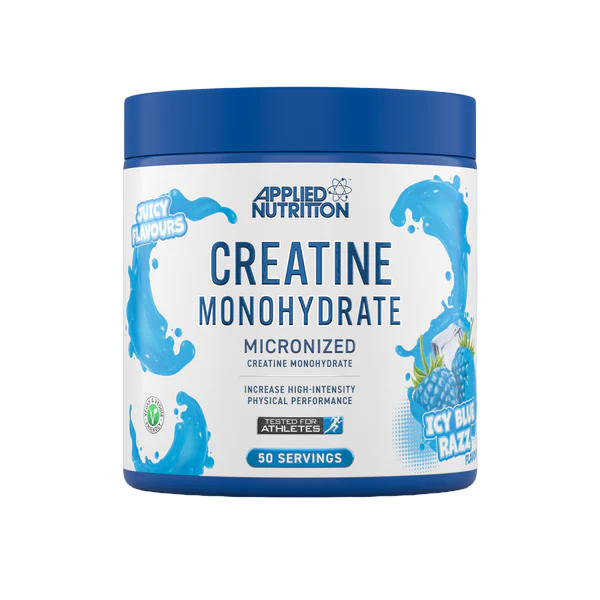 APPLIED
NUTRITION
JUICY
FLAVOURS
CREATINE
MONOHYDRATE
MICRONIZED
CREATINE MONOHYDRATE
INCREASE HIGH-INTENSITY
PHYSICAL PERFORMANCE
TESTED FOR
ATHLETES
50 SERVINGS
ICY BLUE
RAZZ